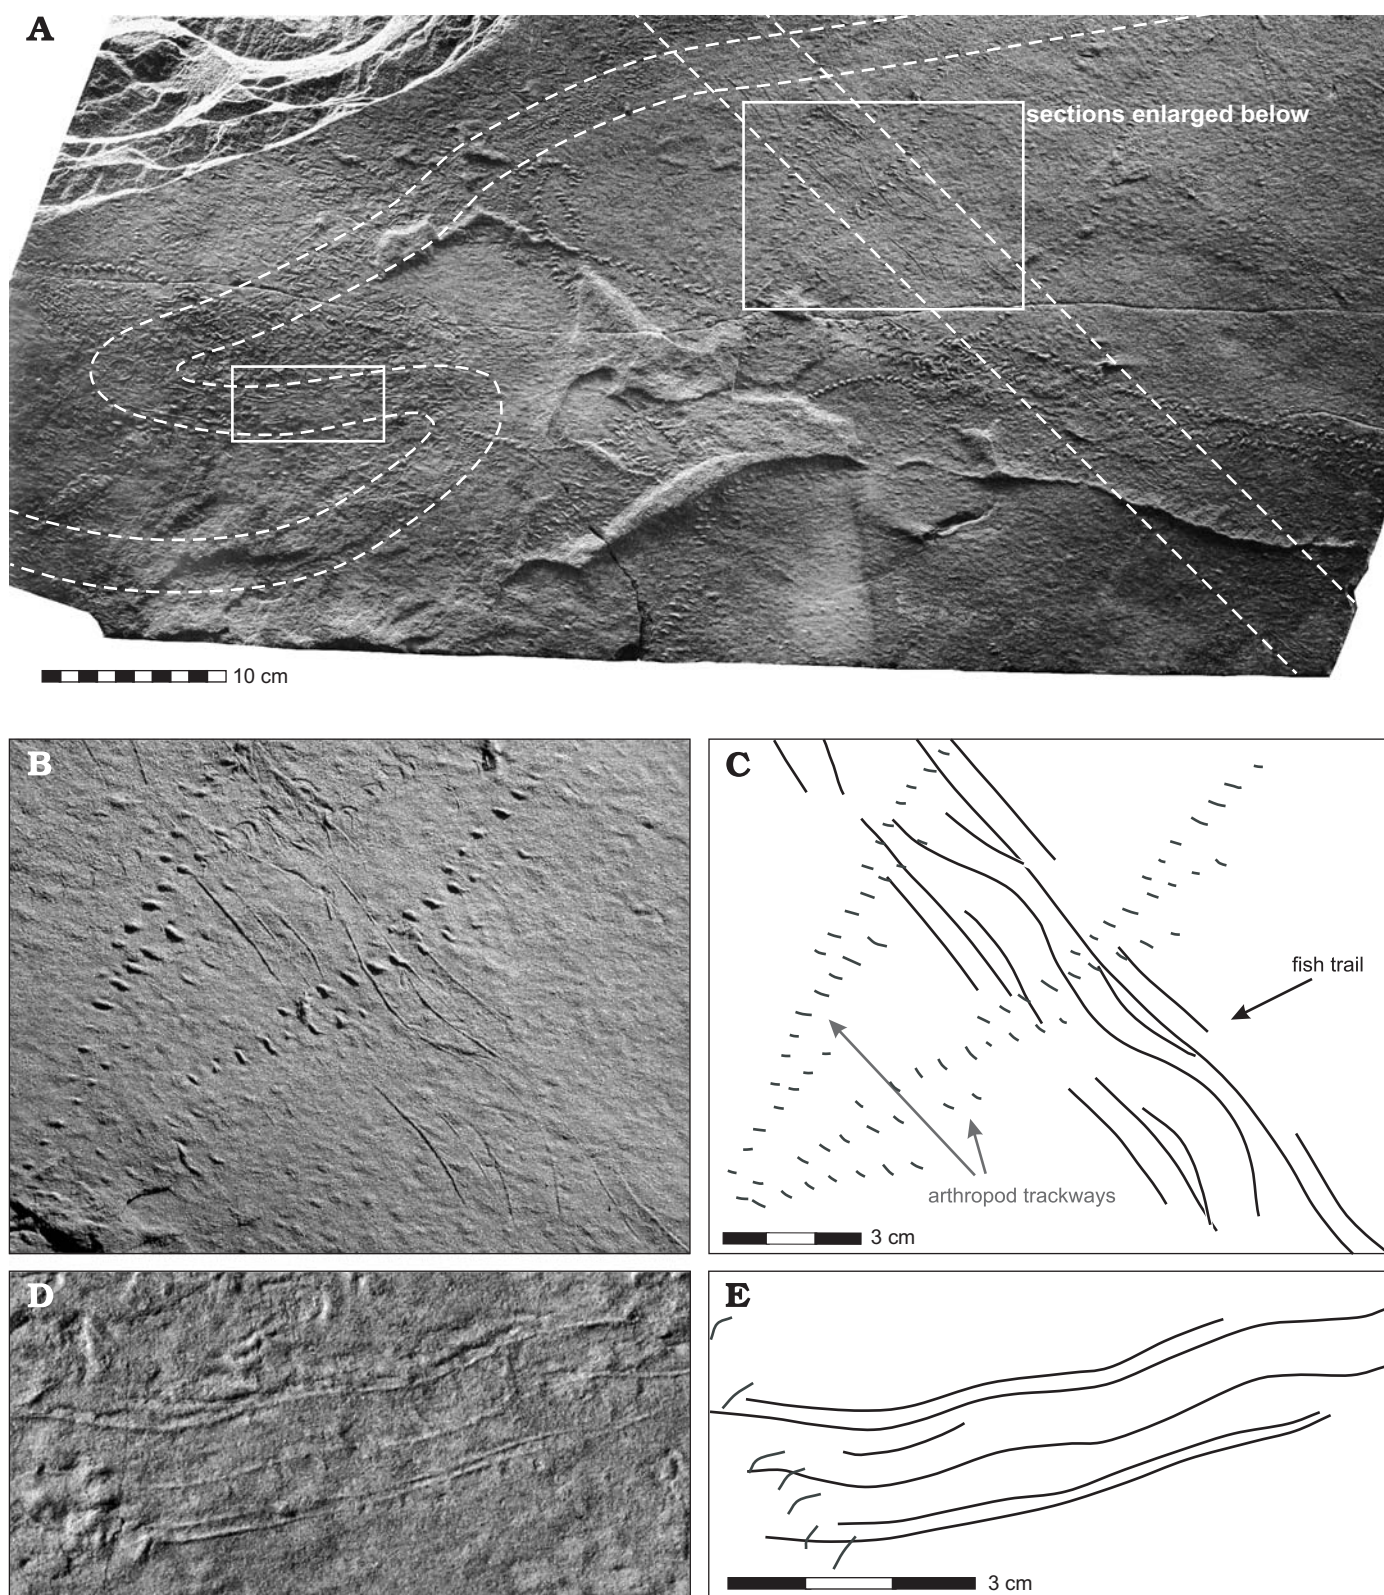 A
sections enlarged below
10 cm
B
C
fish trail
arthropod trackways
3 cm
D
E
3 cm